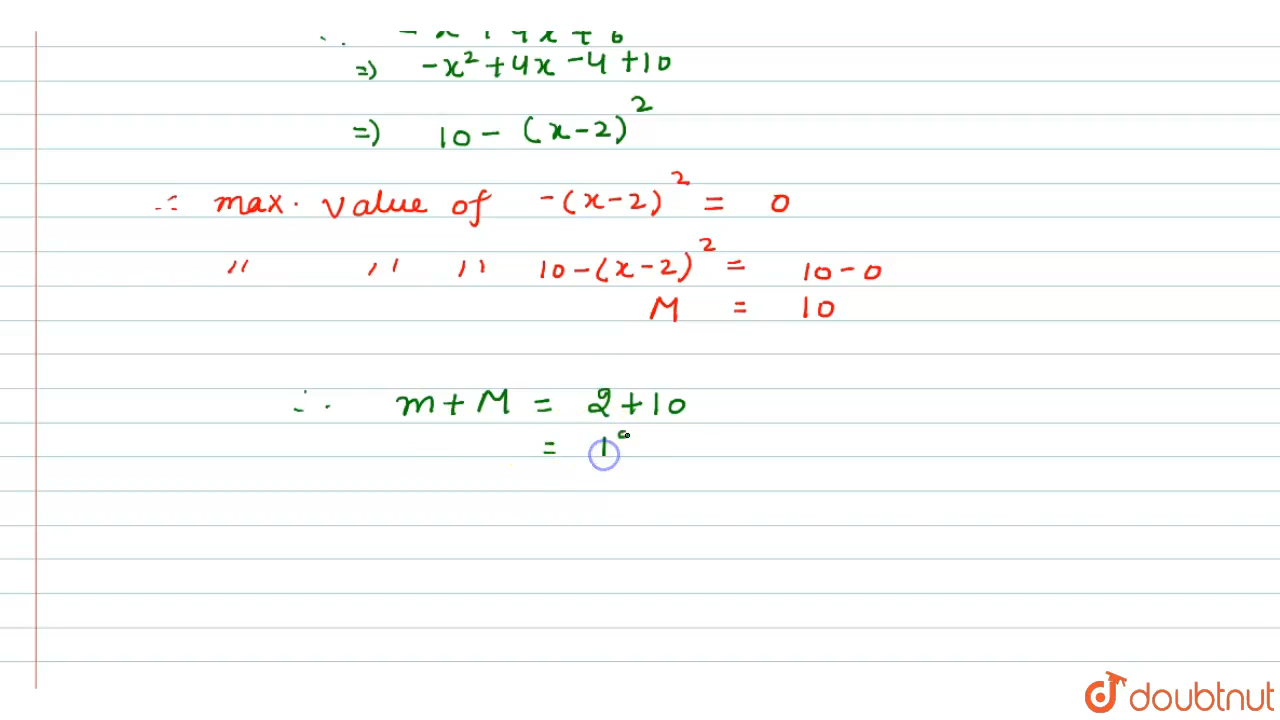 =) -x² + 4x - 4 + 10
=) 10 - (x-2)²
∴ max. value of -(x-2)² = 0
" " " 10-(x-2)² = 10-0
M = 10
∴ m+M = 2+10
= 1
doubtnut